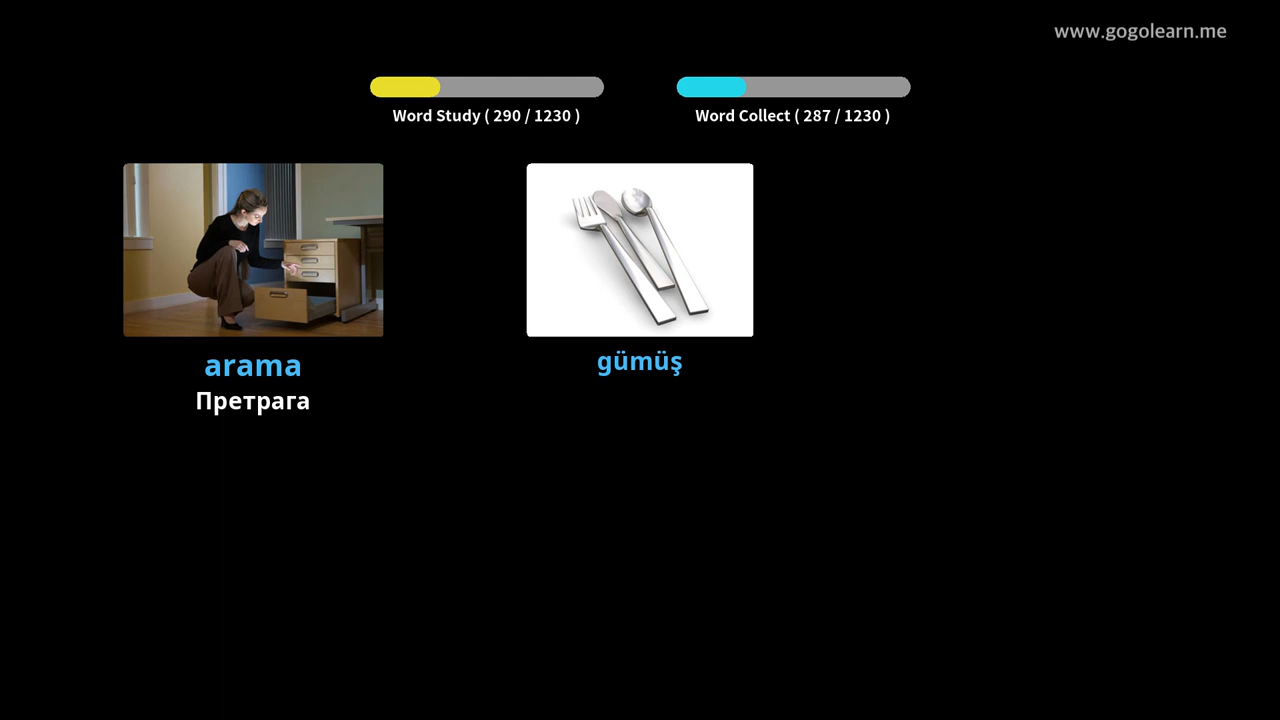 www.gogolearn.me
Word Study ( 290 / 1230 )
Word Collect ( 287 / 1230 )
arama
Претрага
gümüş